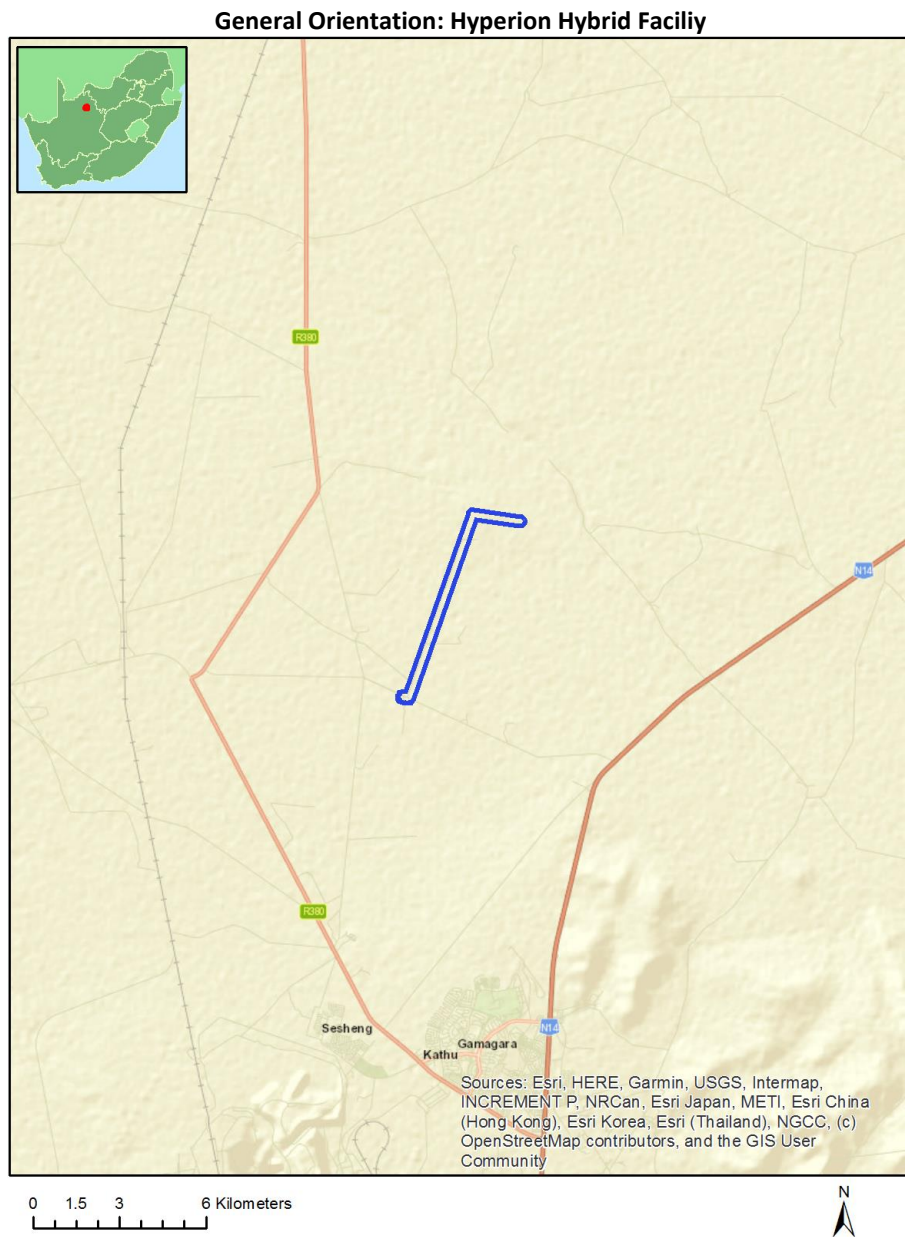 General Orientation: Hyperion Hybrid Faciliy
R380
N14
R380
Sesheng
N14
Gamagara
Kathu
Sources: Esri, HERE, Garmin, USGS, Intermap,
INCREMENT P, NRCan, Esri Japan, METI, Esri China
(Hong Kong), Esri Korea, Esri (Thailand), NGCC, (c)
OpenStreetMap contributors, and the GIS User
Community
0 1.5 3 6 Kilometers
N